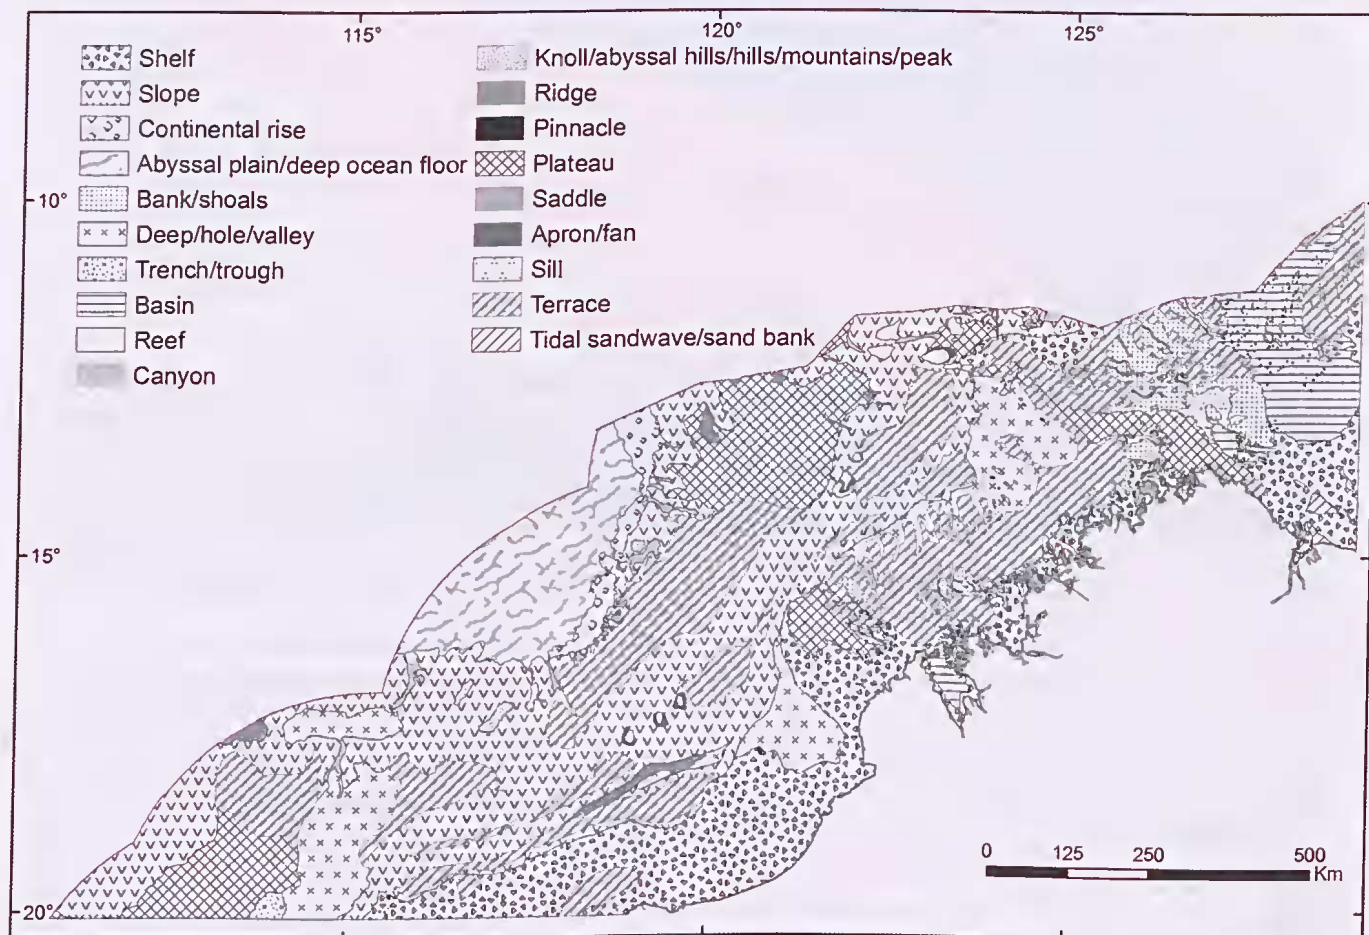 115°
120°
125°
10°
15°
20°
Shelf
Slope
Continental rise
Abyssal plain/deep ocean floor
Bank/shoals
Deep/hole/valley
Trench/trough
Basin
Reef
Canyon
Knoll/abyssal hills/hills/mountains/peak
Ridge
Pinnacle
Plateau
Saddle
Apron/fan
Sill
Terrace
Tidal sandwave/sand bank
0 125 250 500
Km